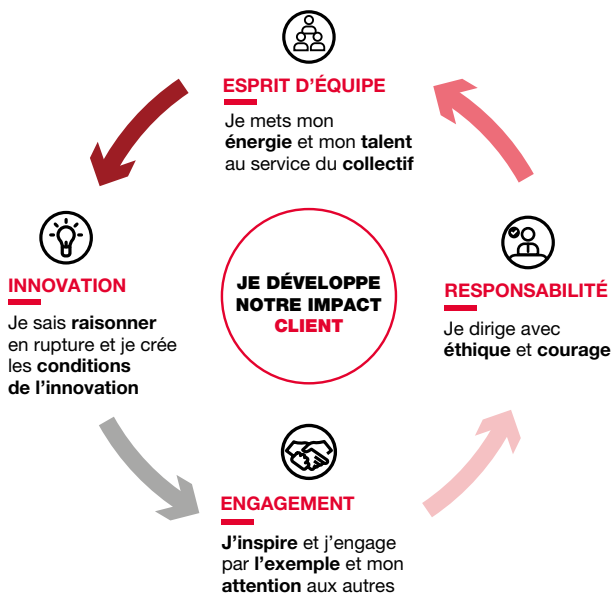 ESPRIT D’ÉQUIPE
Je mets mon
énergie et mon talent
au service du collectif
INNOVATION
Je sais raisonner
en rupture et je crée
les conditions
de l’innovation
JE DÉVELOPPE
NOTRE IMPACT
CLIENT
RESPONSABILITÉ
Je dirige avec
éthique et courage
ENGAGEMENT
J’inspire et j’engage
par l’exemple et mon
attention aux autres